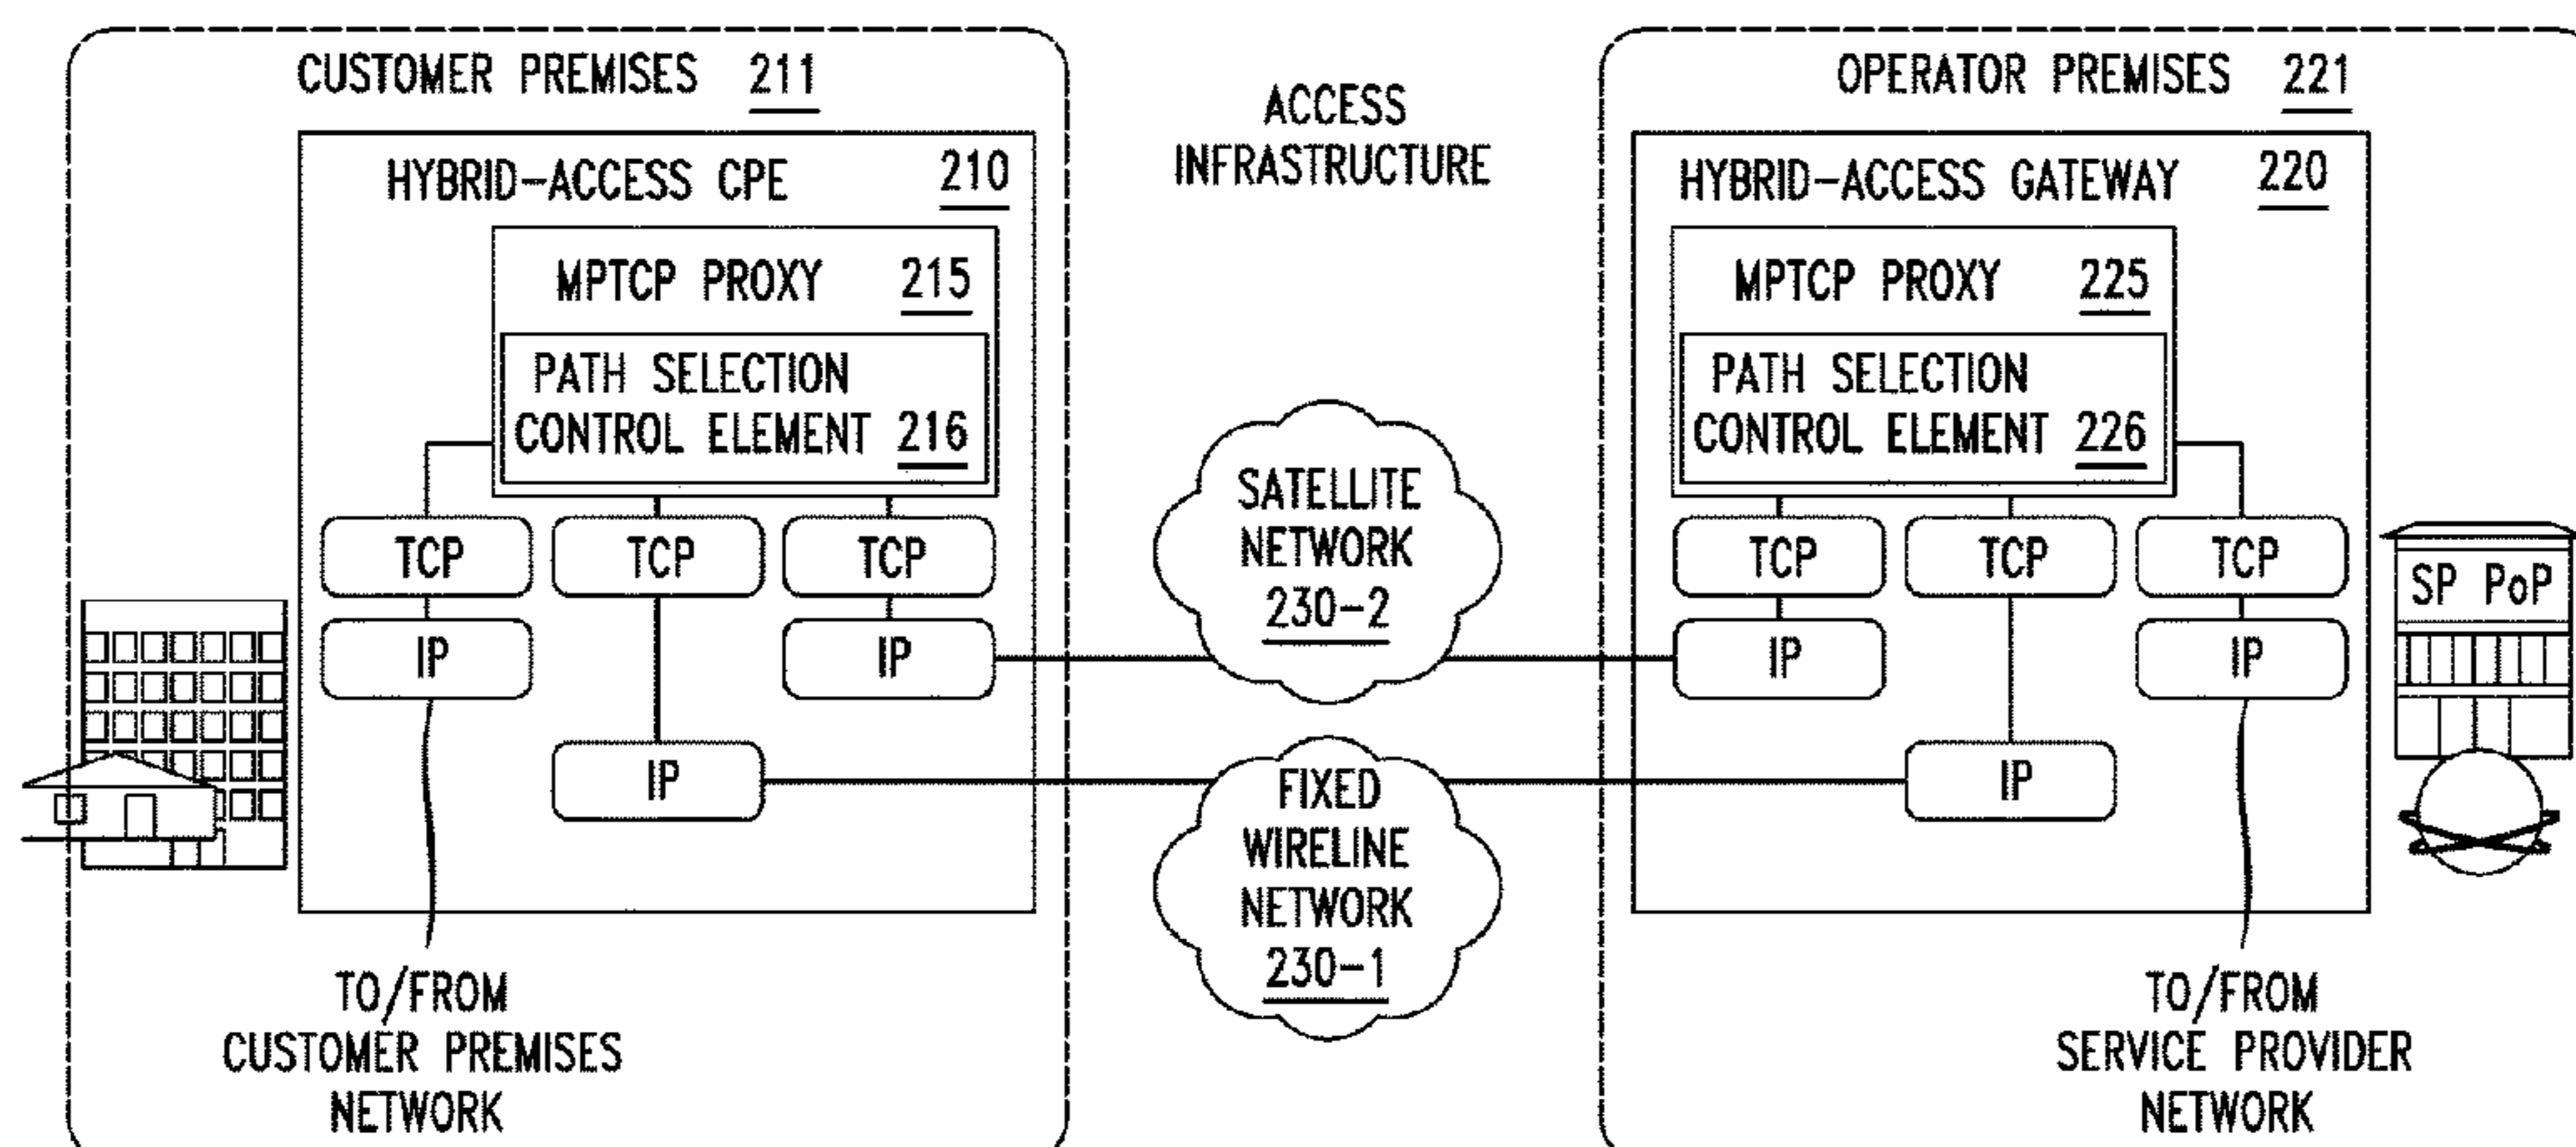 CUSTOMER PREMISES 211
HYBRID-ACCESS CPE 210
MPTCP PROXY 215
PATH SELECTION
CONTROL ELEMENT 216
TCP
TCP
TCP
IP
IP
IP
TO/FROM
CUSTOMER PREMISES
NETWORK
ACCESS
INFRASTRUCTURE
SATELLITE
NETWORK
230-2
FIXED
WIRELINE
NETWORK
230-1
OPERATOR PREMISES 221
HYBRID-ACCESS GATEWAY 220
MPTCP PROXY 225
PATH SELECTION
CONTROL ELEMENT 226
TCP
TCP
TCP
IP
IP
IP
SP PoP
TO/FROM
SERVICE PROVIDER
NETWORK